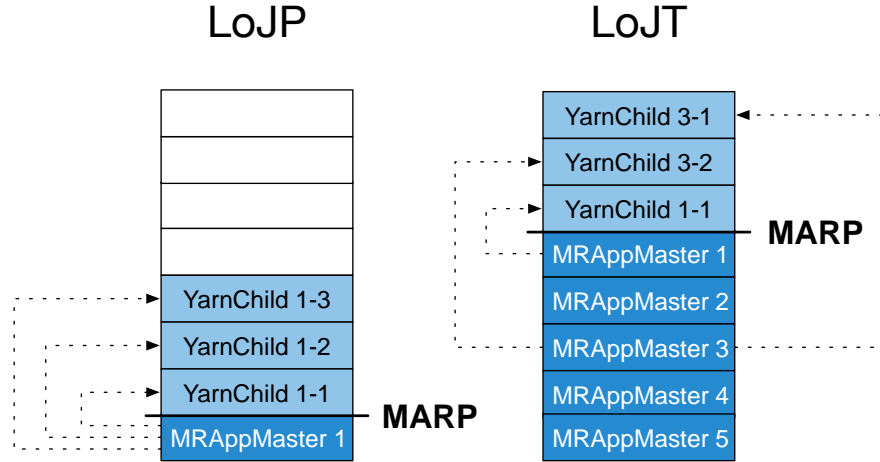 LoJP
YarnChild 1-3
YarnChild 1-2
YarnChild 1-1
MARP
MRAppMaster 1
LoJT
YarnChild 3-1
YarnChild 3-2
YarnChild 1-1
MARP
MRAppMaster 1
MRAppMaster 2
MRAppMaster 3
MRAppMaster 4
MRAppMaster 5